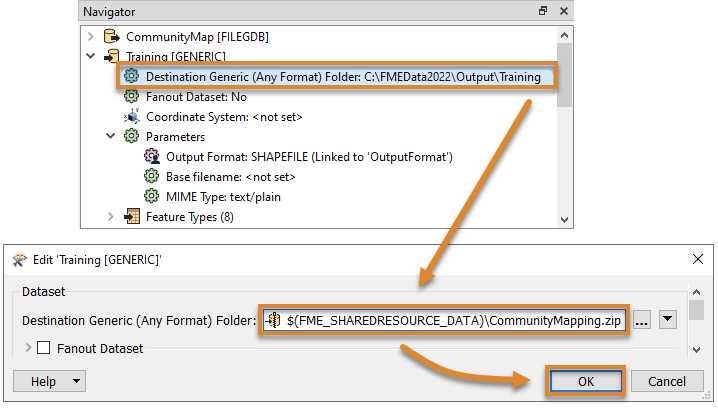 Navigator
CommunityMap [FILEGDB]
Training [GENERIC]
Destination Generic (Any Format) Folder: C:\FMEData2022\Output\Training
Fanout Dataset: No
Coordinate System: <not set>
Parameters
Output Format: SHAPEFILE (Linked to 'OutputFormat')
Base filename: <not set>
MIME Type: text/plain
Feature Types (8)
Edit 'Training [GENERIC]'
Dataset
Destination Generic (Any Format) Folder: $(FME_SHAREDRESOURCE_DATA)\CommunityMapping.zip ...
Fanout Dataset
Help OK Cancel